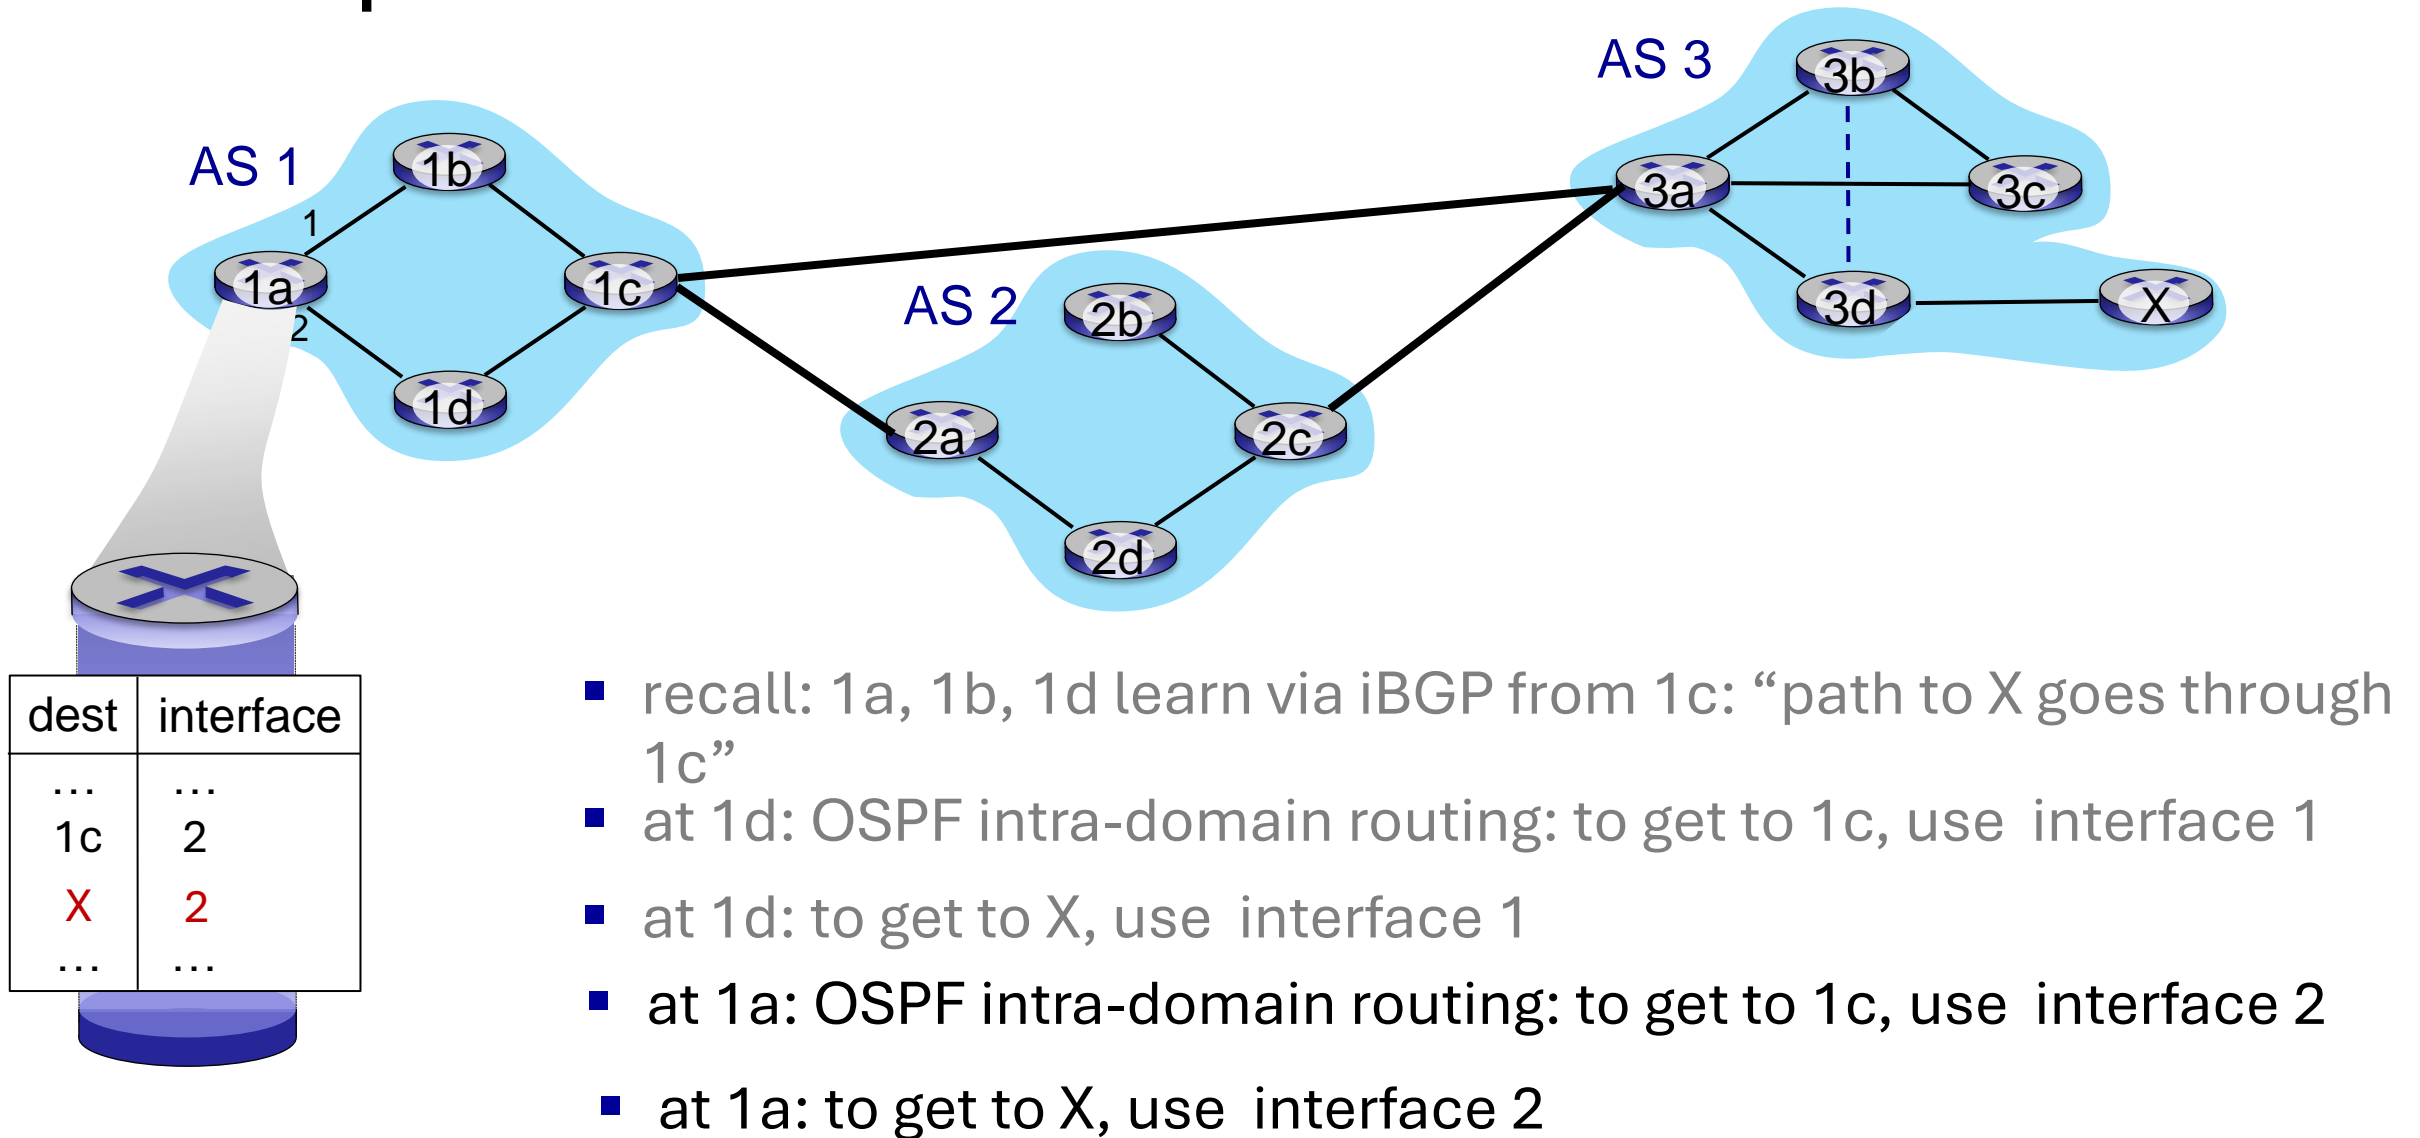 AS 3
3b
AS 1
1b
3a
3c
1
1a
1c
AS 2
2b
3d
X
2
1d
2a
2c
2d
dest interface
… …
1c 2
X 2
… …
▪ recall: 1a, 1b, 1d learn via iBGP from 1c: “path to X goes through
1c”
▪ at 1d: OSPF intra-domain routing: to get to 1c, use interface 1
▪ at 1d: to get to X, use interface 1
▪ at 1a: OSPF intra-domain routing: to get to 1c, use interface 2
▪ at 1a: to get to X, use interface 2